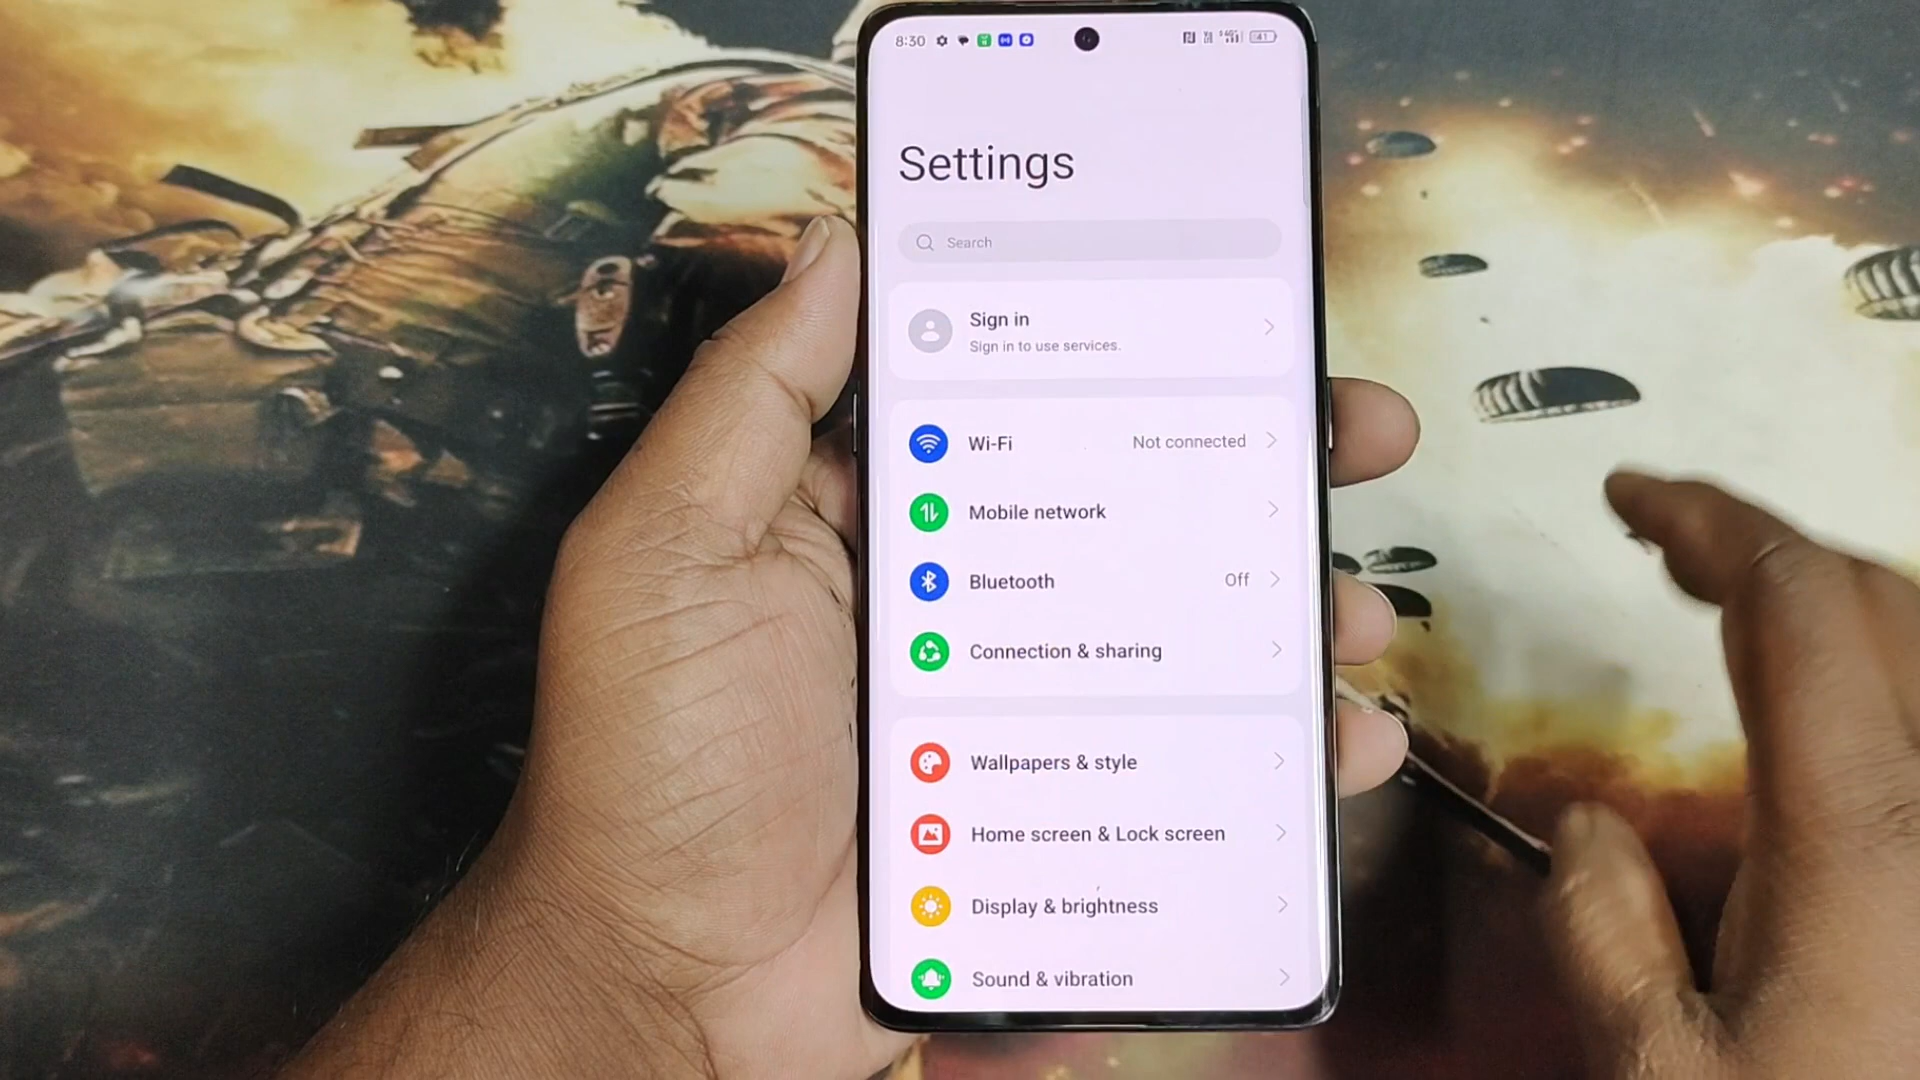 8:30
41
Settings
Search
Sign in
Sign in to use services.
Wi-Fi Not connected
Mobile network
Bluetooth Off
Connection & sharing
Wallpapers & style
Home screen & Lock screen
Display & brightness
Sound & vibration